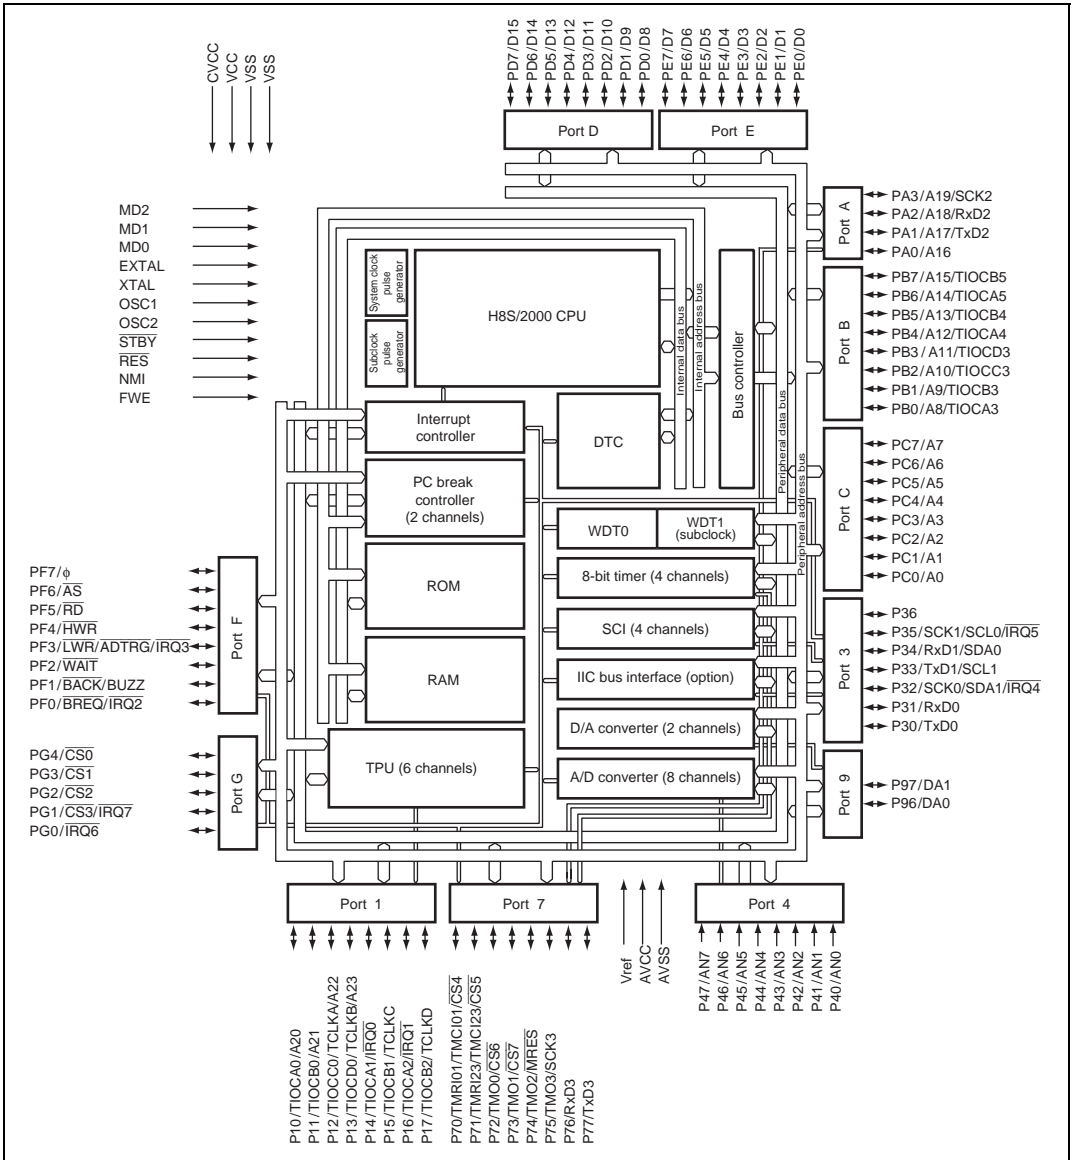 CVCC
VCC
VSS
VSS
PD7/D15
PD6/D14
PD5/D13
PD4/D12
PD3/D11
PD2/D10
PD1/D9
PD0/D8
PE7/D7
PE6/D6
PE5/D5
PE4/D4
PE3/D3
PE2/D2
PE1/D1
PE0/D0
Port D
Port E
MD2
MD1
MD0
EXTAL
XTAL
OSC1
OSC2
STBY
RES
NMI
FWE
System clock
pulse
generator
Subclock
pulse
generator
H8S/2000 CPU
Internal data bus
Internal address bus
Bus controller
Peripheral data bus
Peripheral address bus
Port A
PA3/A19/SCK2
PA2/A18/RxD2
PA1/A17/TxD2
PA0/A16
Port B
PB7/A15/TIOCB5
PB6/A14/TIOCA5
PB5/A13/TIOCB4
PB4/A12/TIOCA4
PB3/A11/TIOCD3
PB2/A10/TIOCC3
PB1/A9/TIOCB3
PB0/A8/TIOCA3
Interrupt
controller
DTC
PC break
controller
(2 channels)
Port C
PC7/A7
PC6/A6
PC5/A5
PC4/A4
PC3/A3
PC2/A2
PC1/A1
PC0/A0
WDT0
WDT1
(subclock)
ROM
8-bit timer (4 channels)
SCI (4 channels)
RAM
IIC bus interface (option)
D/A converter (2 channels)
TPU (6 channels)
A/D converter (8 channels)
PF7/ϕ
PF6/AS
PF5/RD
PF4/HWR
PF3/LWR/ADTRG/IRQ3
PF2/WAIT
PF1/BACK/BUZZ
PF0/BREQ/IRQ2
Port F
PG4/CS0
PG3/CS1
PG2/CS2
PG1/CS3/IRQ7
PG0/IRQ6
Port G
Port 3
P36
P35/SCK1/SCL0/IRQ5
P34/RxD1/SDA0
P33/TxD1/SCL1
P32/SCK0/SDA1/IRQ4
P31/RxD0
P30/TxD0
Port 9
P97/DA1
P96/DA0
Port 1
Port 7
Port 4
P10/TIOCA0/A20
P11/TIOCB0/A21
P12/TIOCC0/TCLKA/A22
P13/TIOCD0/TCLKB/A23
P14/TIOCA1/IRQ0
P15/TIOCB1/TCLKC
P16/TIOCA2/IRQ1
P17/TIOCB2/TCLKD
P70/TMRI01/TMCI01/CS4
P71/TMRI23/TMCI23/CS5
P72/TMO0/CS6
P73/TMO1/CS7
P74/TMO2/MRES
P75/TMO3/SCK3
P76/RxD3
P77/TxD3
Vref
AVCC
AVSS
P47/AN7
P46/AN6
P45/AN5
P44/AN4
P43/AN3
P42/AN2
P41/AN1
P40/AN0